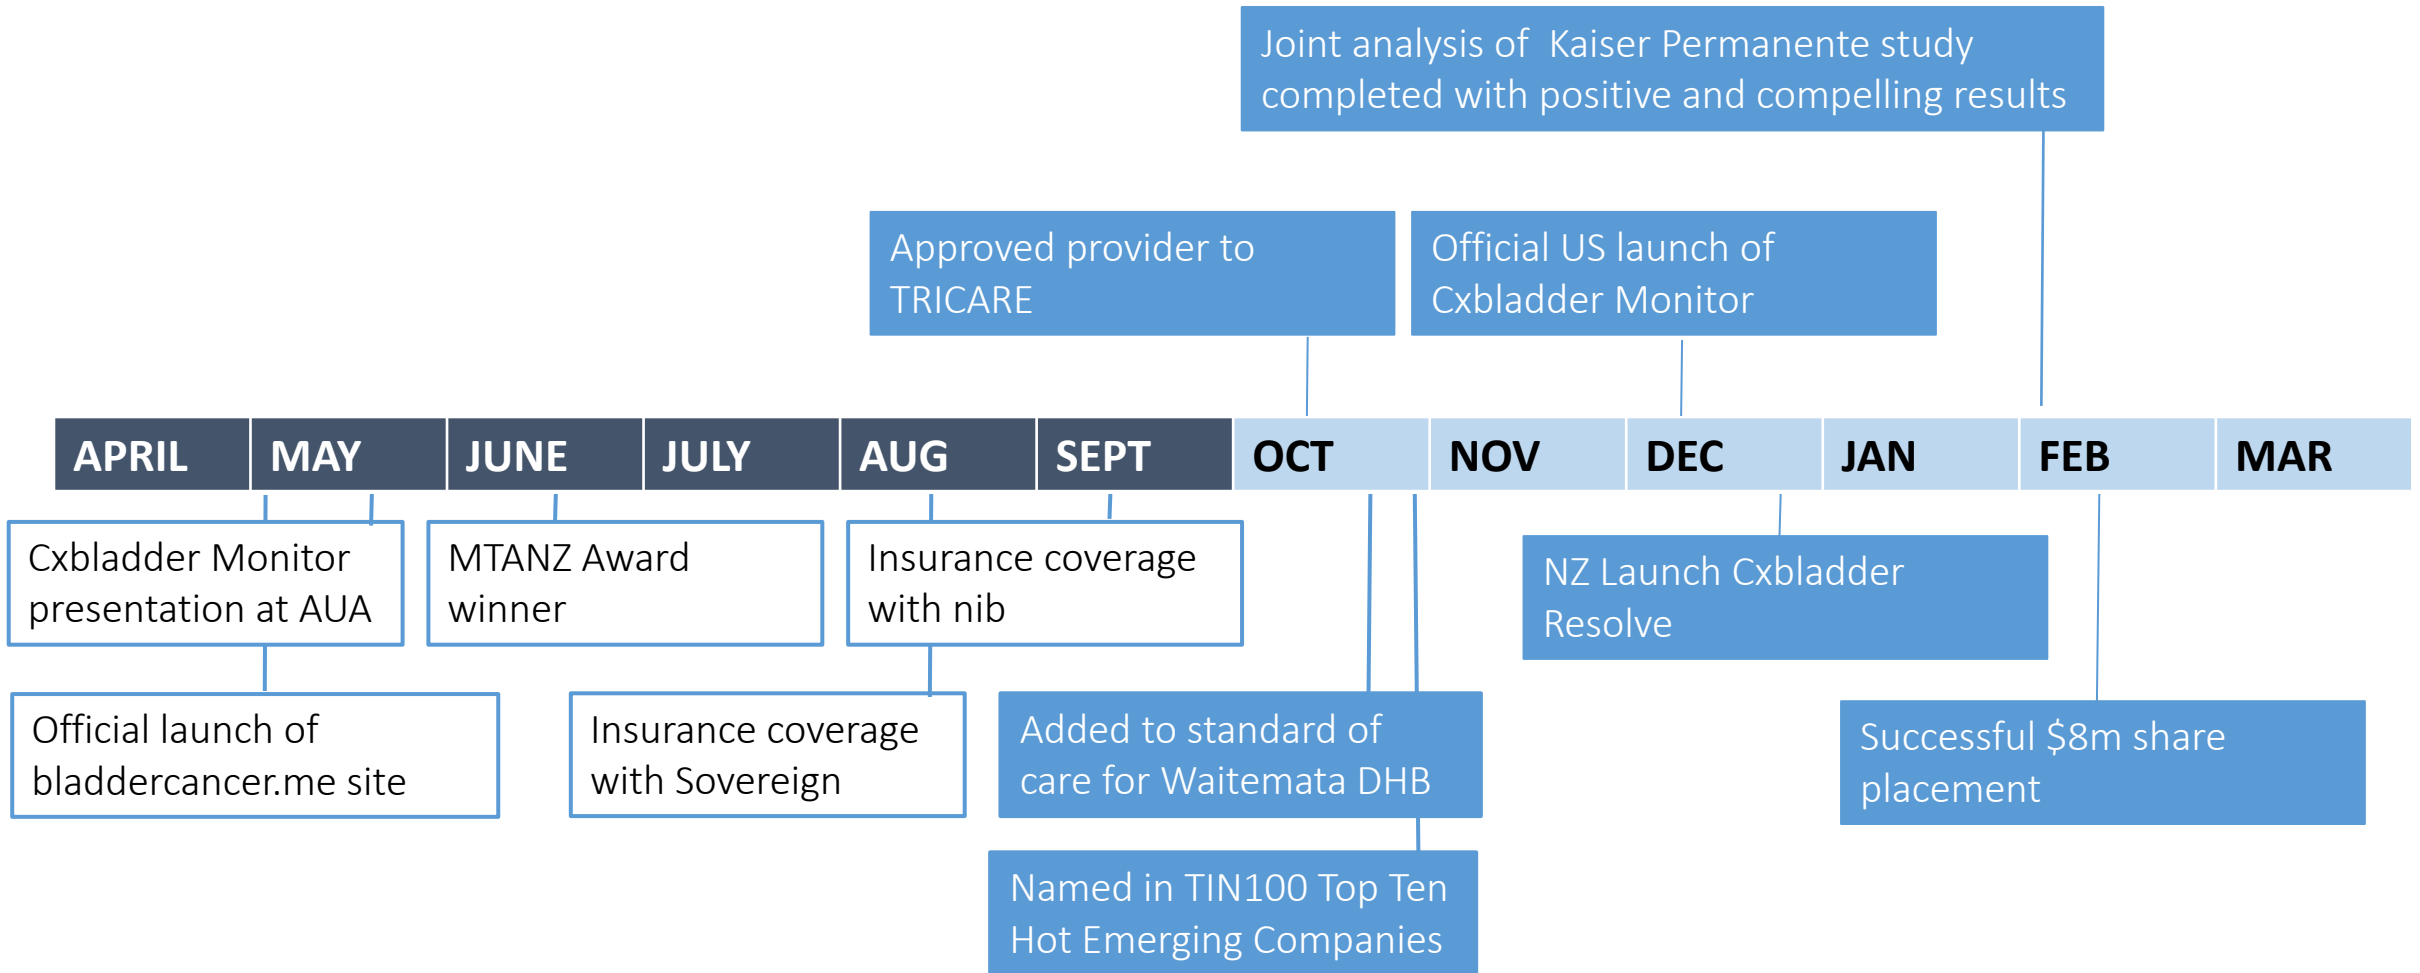 Joint analysis of  Kaiser Permanente study
completed with positive and compelling results
Approved provider to
TRICARE
Official US launch of
Cxbladder Monitor
APRIL
MAY
JUNE
JULY
AUG
SEPT
OCT
NOV
DEC
JAN
FEB
MAR
Cxbladder Monitor
presentation at AUA
MTANZ Award
winner
Insurance coverage
with nib
NZ Launch Cxbladder
Resolve
Official launch of
bladdercancer.me site
Insurance coverage
with Sovereign
Added to standard of
care for Waitemata DHB
Successful $8m share
placement
Named in TIN100 Top Ten
Hot Emerging Companies